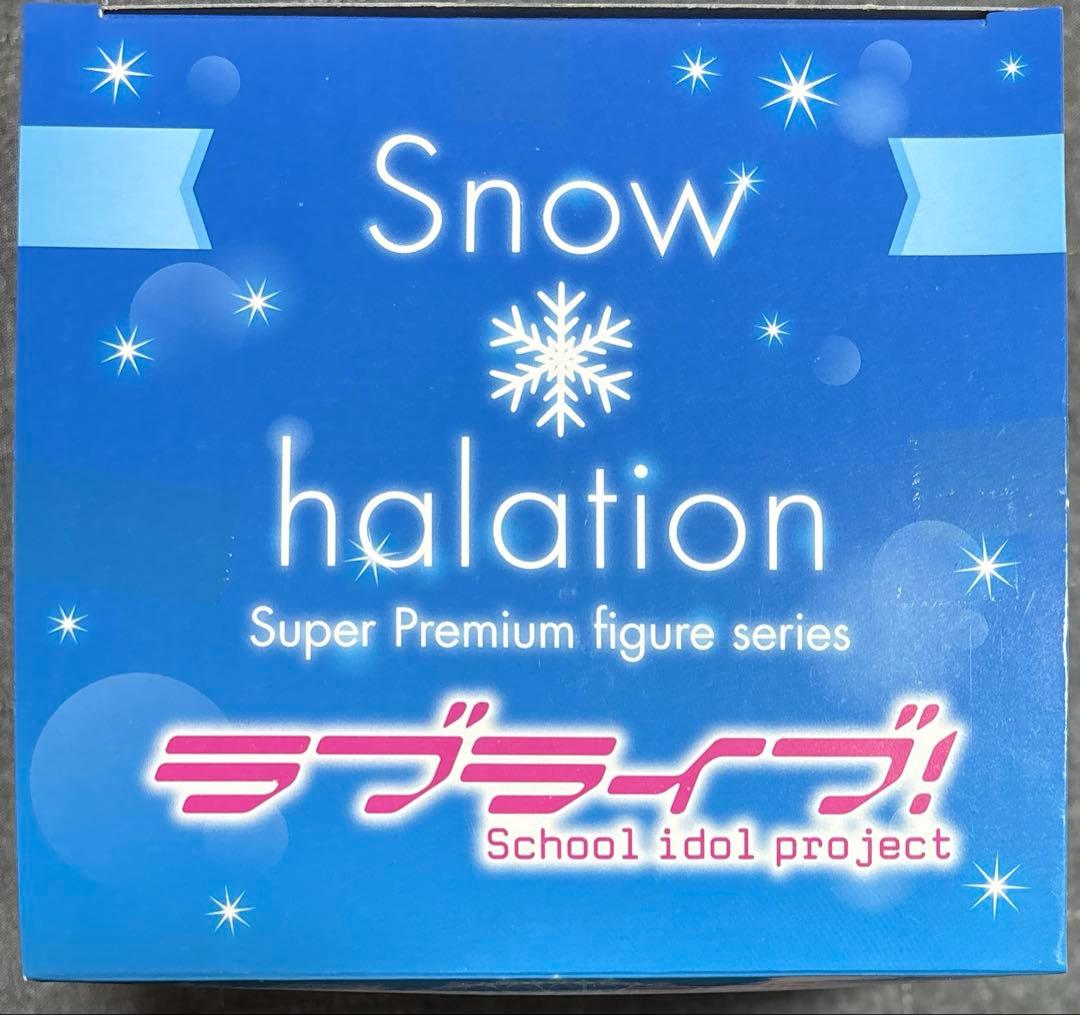 Snow
halation
Super Premium figure series
ラブライブ!
School idol project